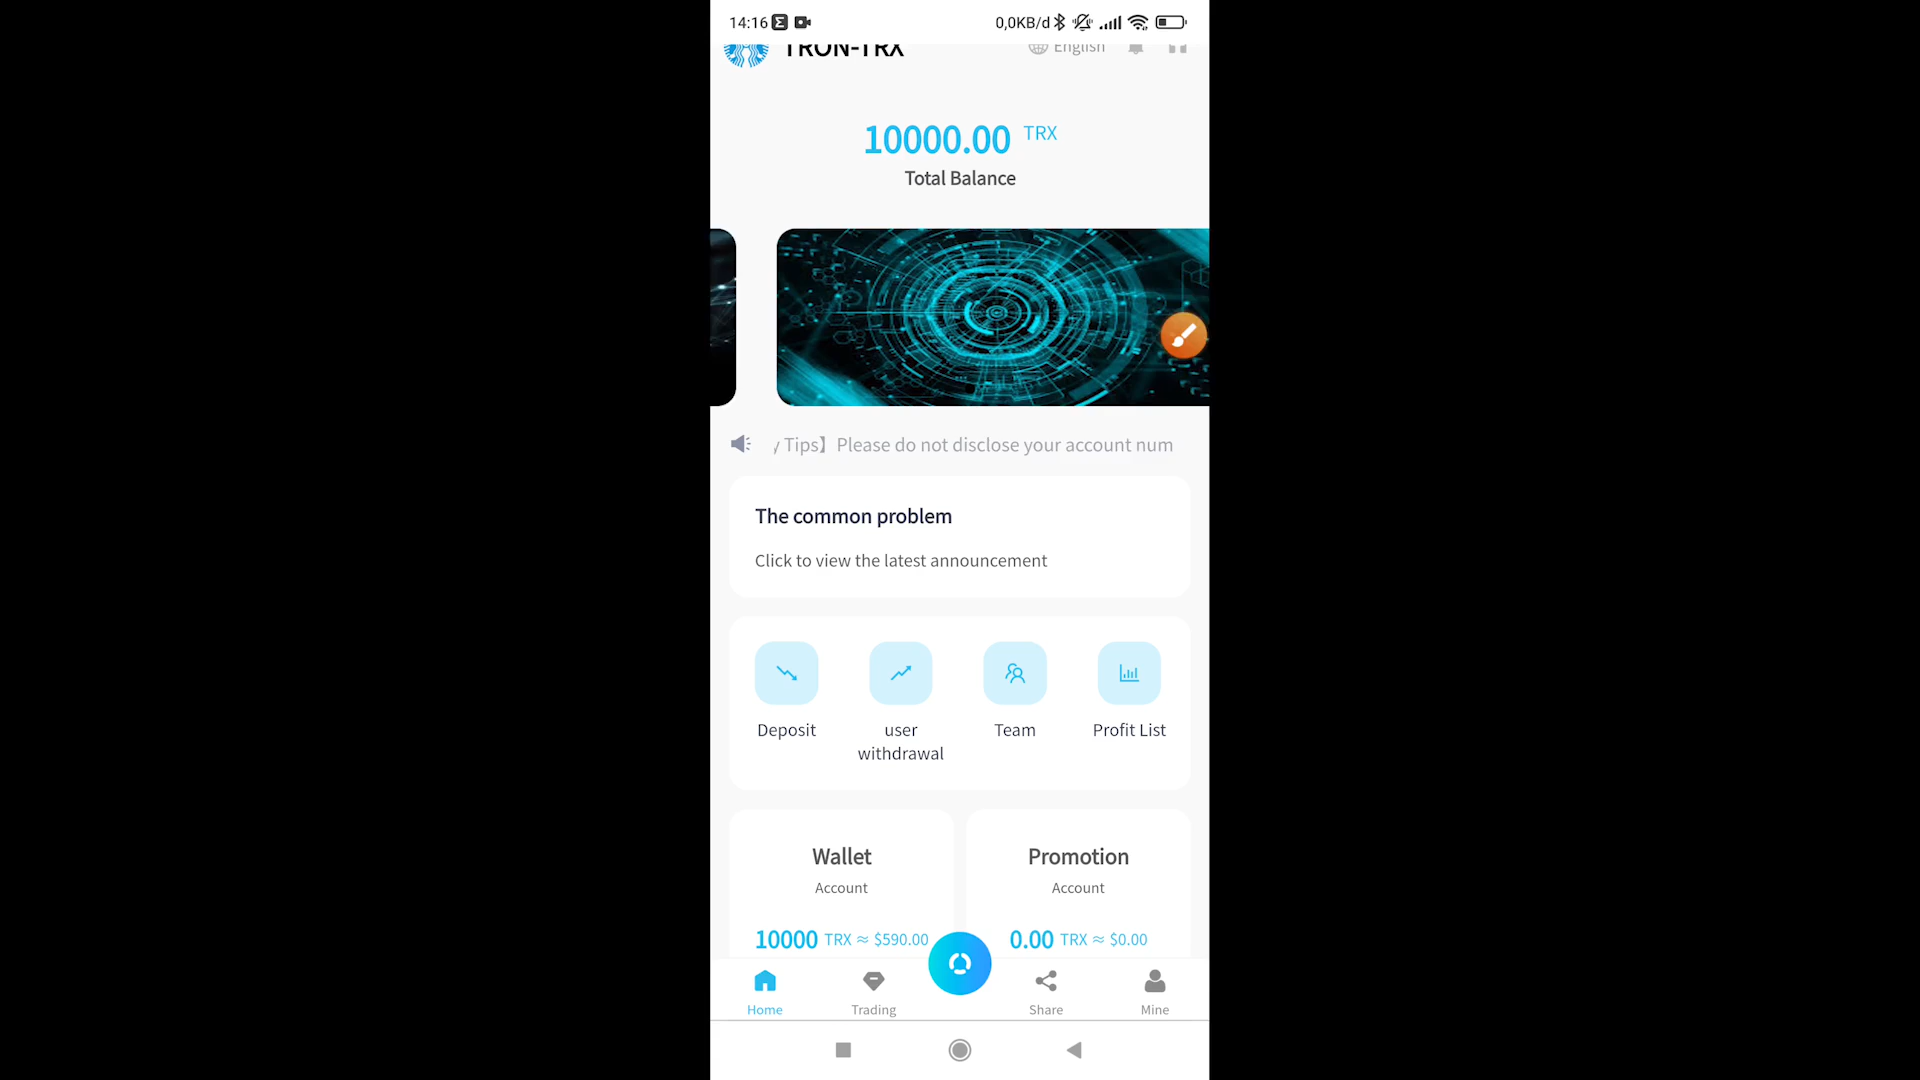 14:16
0,0KB/d
TRON-TRX
English
10000.00 TRX
Total Balance
y Tips】Please do not disclose your account num
The common problem
Click to view the latest announcement
Deposit
user
withdrawal
Team
Profit List
Wallet
Account
10000 TRX ≈ $590.00
Promotion
Account
0.00 TRX ≈ $0.00
Home
Trading
Share
Mine